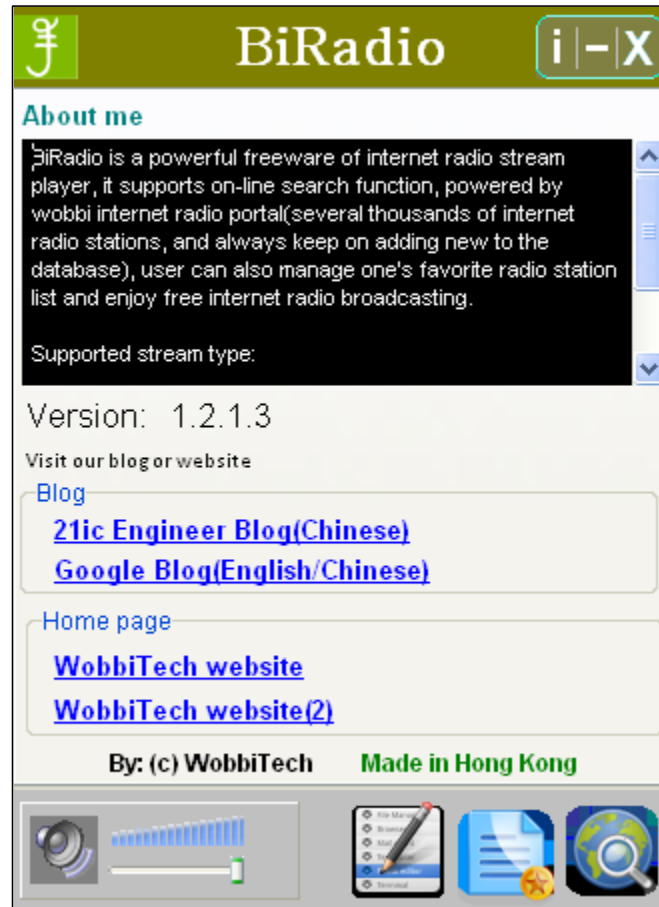 BiRadio
i|-|X
About me
BiRadio is a powerful freeware of internet radio stream
player, it supports on-line search function, powered by
wobbi internet radio portal(several thousands of internet
radio stations, and always keep on adding new to the
database), user can also manage one's favorite radio station
list and enjoy free internet radio broadcasting.
Supported stream type:
Version: 1.2.1.3
Visit our blog or website
Blog
21ic Engineer Blog(Chinese)
Google Blog(English/Chinese)
Home page
WobbiTech website
WobbiTech website(2)
By: (c) WobbiTech Made in Hong Kong
File Mana
Browse
Terminal